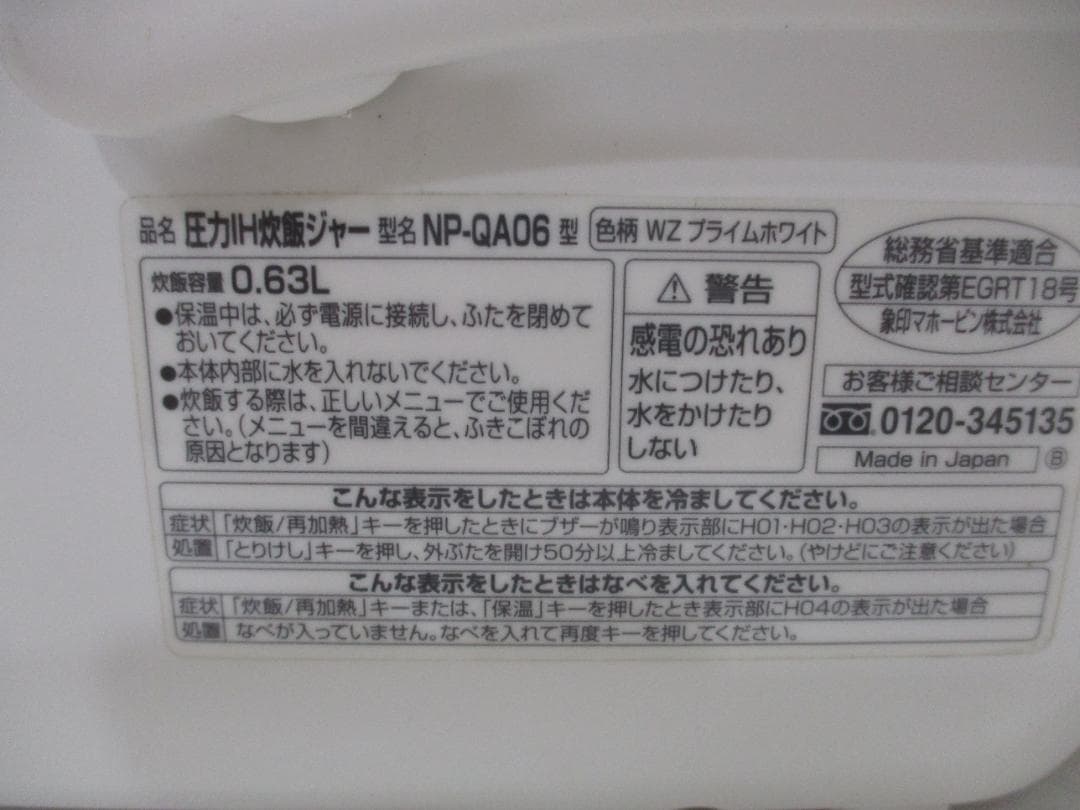 品名 圧力IH炊飯ジャー 型名 NP-QA06 型 色柄 WZ プライムホワイト
炊飯容量 0.63L
●保温中は、必ず電源に接続し、ふたを閉めて
おいてください。
●本体内部に水を入れないでください。
●炊飯する際は、正しいメニューでご使用くだ
さい。(メニューを間違えると、ふきこぼれの
原因となります)
警告
感電の恐れあり
水につけたり、
水をかけたり
しない
総務省基準適合
型式確認第EGRT18号
象印マホービン株式会社
お客様ご相談センター
0120-345135
Made in Japan Ⓑ
こんな表示をしたときは本体を冷ましてください。
症状 「炊飯/再加熱」キーを押したときにブザーが鳴り表示部にH01・H02・H03の表示が出た場合
処置 「とりけし」キーを押し、外ぶたを開け50分以上冷ましてください。(やけどにご注意ください)
こんな表示をしたときはなべを入れてください。
症状 「炊飯/再加熱」キーまたは、「保温」キーを押したとき表示部にH04の表示が出た場合
処置 なべが入っていません。なべを入れて再度キーを押してください。